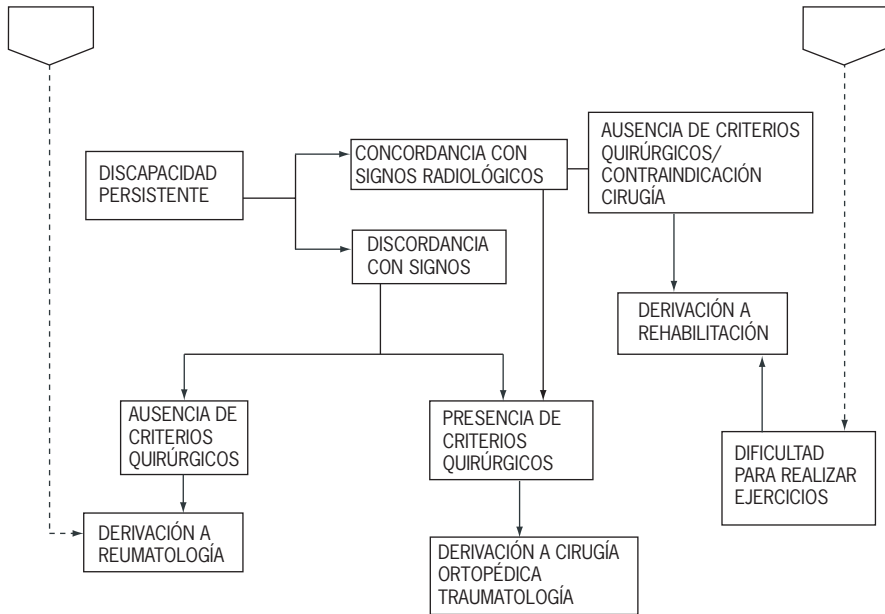 DISCAPACIDAD
PERSISTENTE
CONCORDANCIA CON
SIGNOS RADIOLÓGICOS
AUSENCIA DE CRITERIOS
QUIRÚRGICOS/
CONTRAINDICACIÓN
CIRUGÍA
DISCORDANCIA
CON SIGNOS
DERIVACIÓN A
REHABILITACIÓN
AUSENCIA DE
CRITERIOS
QUIRÚRGICOS
PRESENCIA DE
CRITERIOS
QUIRÚRGICOS
DIFICULTAD
PARA REALIZAR
EJERCICIOS
DERIVACIÓN A
REUMATOLOGÍA
DERIVACIÓN A CIRUGÍA
ORTOPÉDICA
TRAUMATOLOGÍA